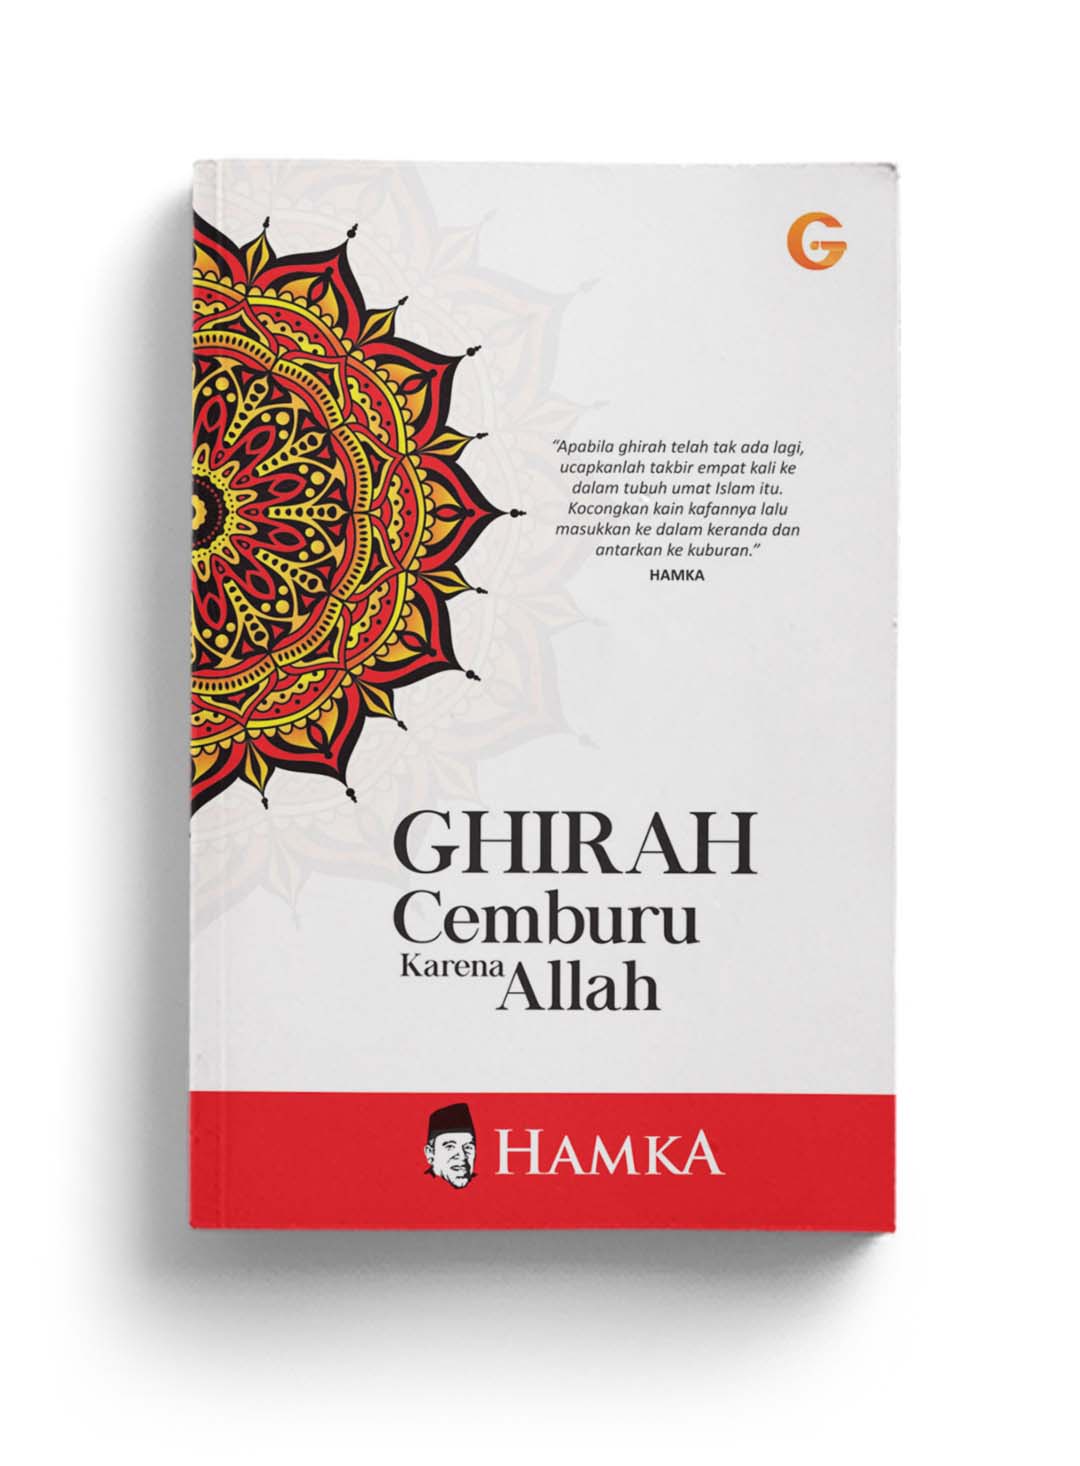 G
“Apabila ghirah telah tak ada lagi,
ucapkanlah takbir empat kali ke
dalam tubuh umat Islam itu.
Kocongkan kain kafannya lalu
masukkan ke dalam keranda dan
antarkan ke kuburan.”
HAMKA
GHIRAH
Cemburu
Karena Allah
HAMKA